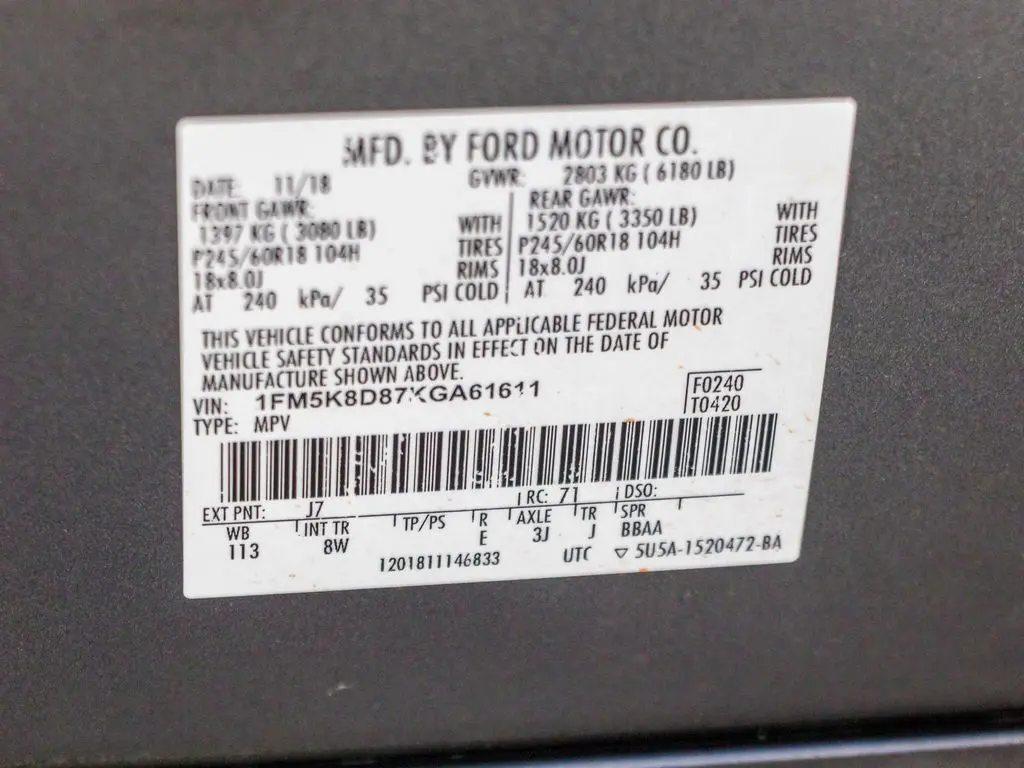 MFD. BY FORD MOTOR CO.
DATE: 11/18 GVWR: 2803 KG ( 6180 LB)
FRONT GAWR: REAR GAWR:
1397 KG ( 3080 LB) WITH 1520 KG ( 3350 LB) WITH
P245/60R18 104H TIRES P245/60R18 104H TIRES
18x8.0J RIMS 18x8.0J RIMS
AT 240 kPa/ 35 PSI COLD AT 240 kPa/ 35 PSI COLD
THIS VEHICLE CONFORMS TO ALL APPLICABLE FEDERAL MOTOR
VEHICLE SAFETY STANDARDS IN EFFECT ON THE DATE OF
MANUFACTURE SHOWN ABOVE.
VIN: 1FM5K8D87KGA61611
TYPE: MPV
F0240
T0420
EXT PNT: J7 RC: 71 DSO:
WB INT TR TP/PS R AXLE TR SPR
113 8W E 3J J BBAA
1201811146833 UTC ▽ 5U5A-1520472-BA